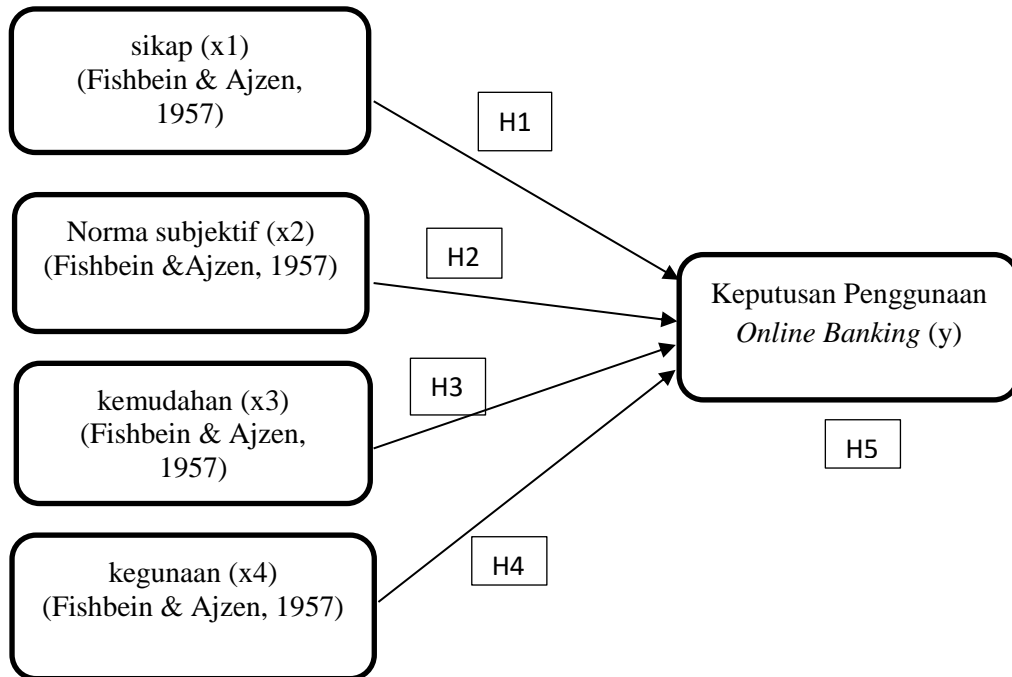 sikap (x1)
(Fishbein & Ajzen,
1957)
H1
Norma subjektif (x2)
(Fishbein &Ajzen, 1957)
H2
Keputusan Penggunaan
Online Banking (y)
kemudahan (x3)
(Fishbein & Ajzen,
1957)
H3
H5
kegunaan (x4)
(Fishbein & Ajzen, 1957)
H4